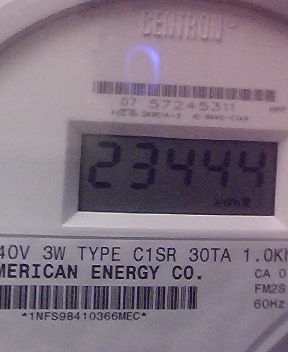 CENTRON
07 57245311
23444
kWh
40V 3W TYPE C1SR 30TA 1.0K
MERICAN ENERGY CO.
CA 0
FM2S
60Hz
*1NFS98410366MEC*